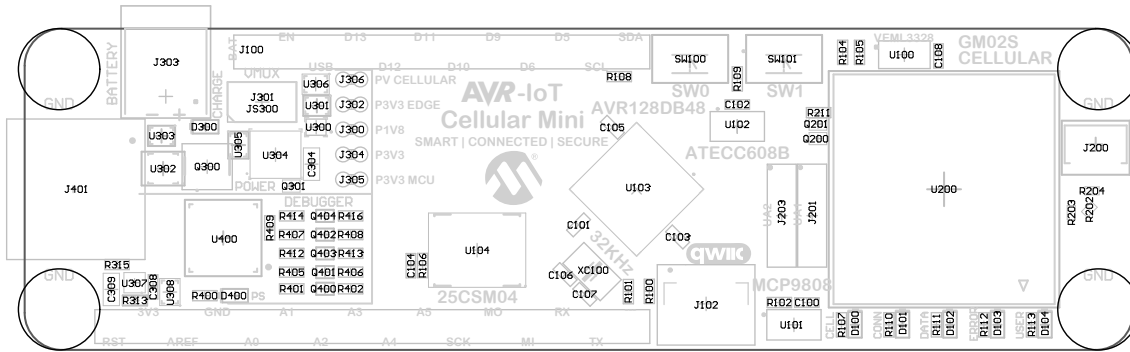 EN D13 D11 D9 D5 SDA
BAT J100
USB D12 D10 D6 SCL
BATTERY J303 CHARGE
VMUX
J301
JS300
U306
U301
U300
J306 PV CELLULAR
J302 P3V3 EDGE
J300 P1V8
J304 P3V3
J305 P3V3 MCU
AVR-IoT
Cellular Mini
SMART | CONNECTED | SECURE
R108
SW100
SW0
R109
SW101
SW1
R104
R105
VEML3328
U100
C108
GM02S
CELLULAR
GND
GND
AVR128DB48
C105
C102
U102
ATECC608B
R211
Q201
Q200
D300
U303
U302
Q300
U305
U304
C304
POWER
Q301
J401
U103
J203
J201
U200
J200
R204
R203
R202
DEBUGGER
U400
R409
R414 Q404 R416
R407 Q402 R408
R412 Q403 R413
R405 Q401 R406
R401 Q400 R402
C104
R106
U104
25CSM04
C101
C103
32KHz
C106
XC100
C107
qwiic
R101
R100
J102
MCP9808
R102 C100
U101
GND
R315
C309
U307
R313
C308
U308
R400 D400 PS
GND
CELL R107 D100
CONN R110 D101
DATA R111 D102
ERROR R112 D103
USER R113 D104
3V3 GND A1 A3 A5 MO RX
RST AREF A0 A2 A4 SCK MI TX